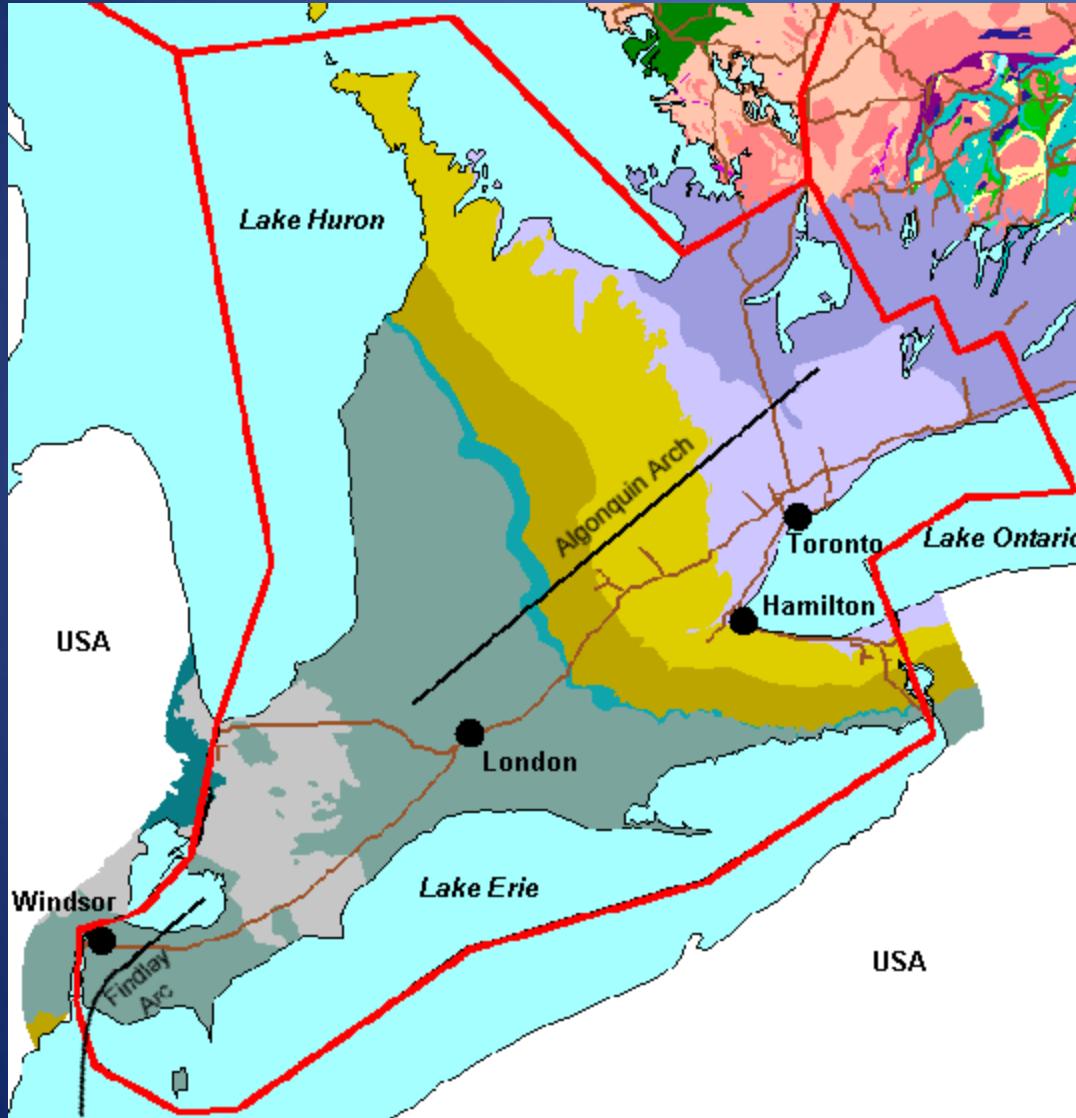 Lake Huron
Algonquin Arch
Toronto
Lake Ontario
Hamilton
USA
London
Lake Erie
Windsor
USA
Findlay
Arc